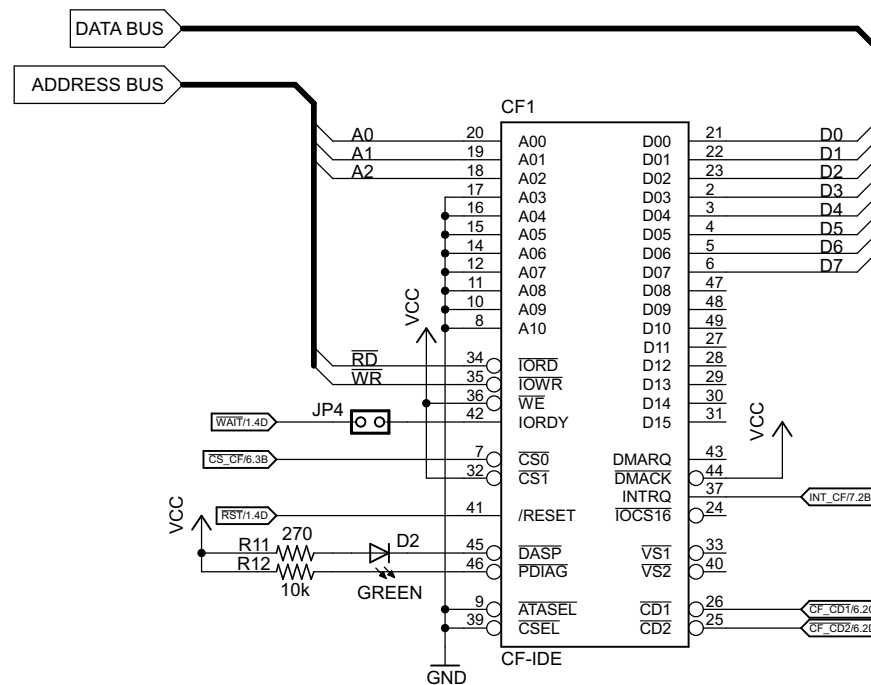 DATA BUS
ADDRESS BUS
CF1
A0 20 A00 D00 21 D0
A1 19 A01 D01 22 D1
A2 18 A02 D02 23 D2
17 A03 D03 2 D3
16 A04 D04 3 D4
15 A05 D05 4 D5
14 A06 D06 5 D6
12 A07 D07 6 D7
11 A08 D08 47
10 A09 D09 48
8 A10 D10 49
VCC D11 27
RD 34 IORD D12 28
WR 35 IOWR D13 29
36 WE D14 30
WAIT/1.4D JP4 42 IORDY D15 31
VCC
CS_CF/6.3B 7 CS0 DMARQ 43
32 CS1 DMACK 44
INTRQ 37 INT_CF/7.2B
RST/1.4D 41 /RESET IOCS16 24
VCC
R11 270 D2 45 DASP VS1 33
R12 10k GREEN 46 PDIAG VS2 40
9 ATASEL CD1 26 CF_CD1/6.2C
39 CSEL CD2 25 CF_CD2/6.2D
CF-IDE
GND